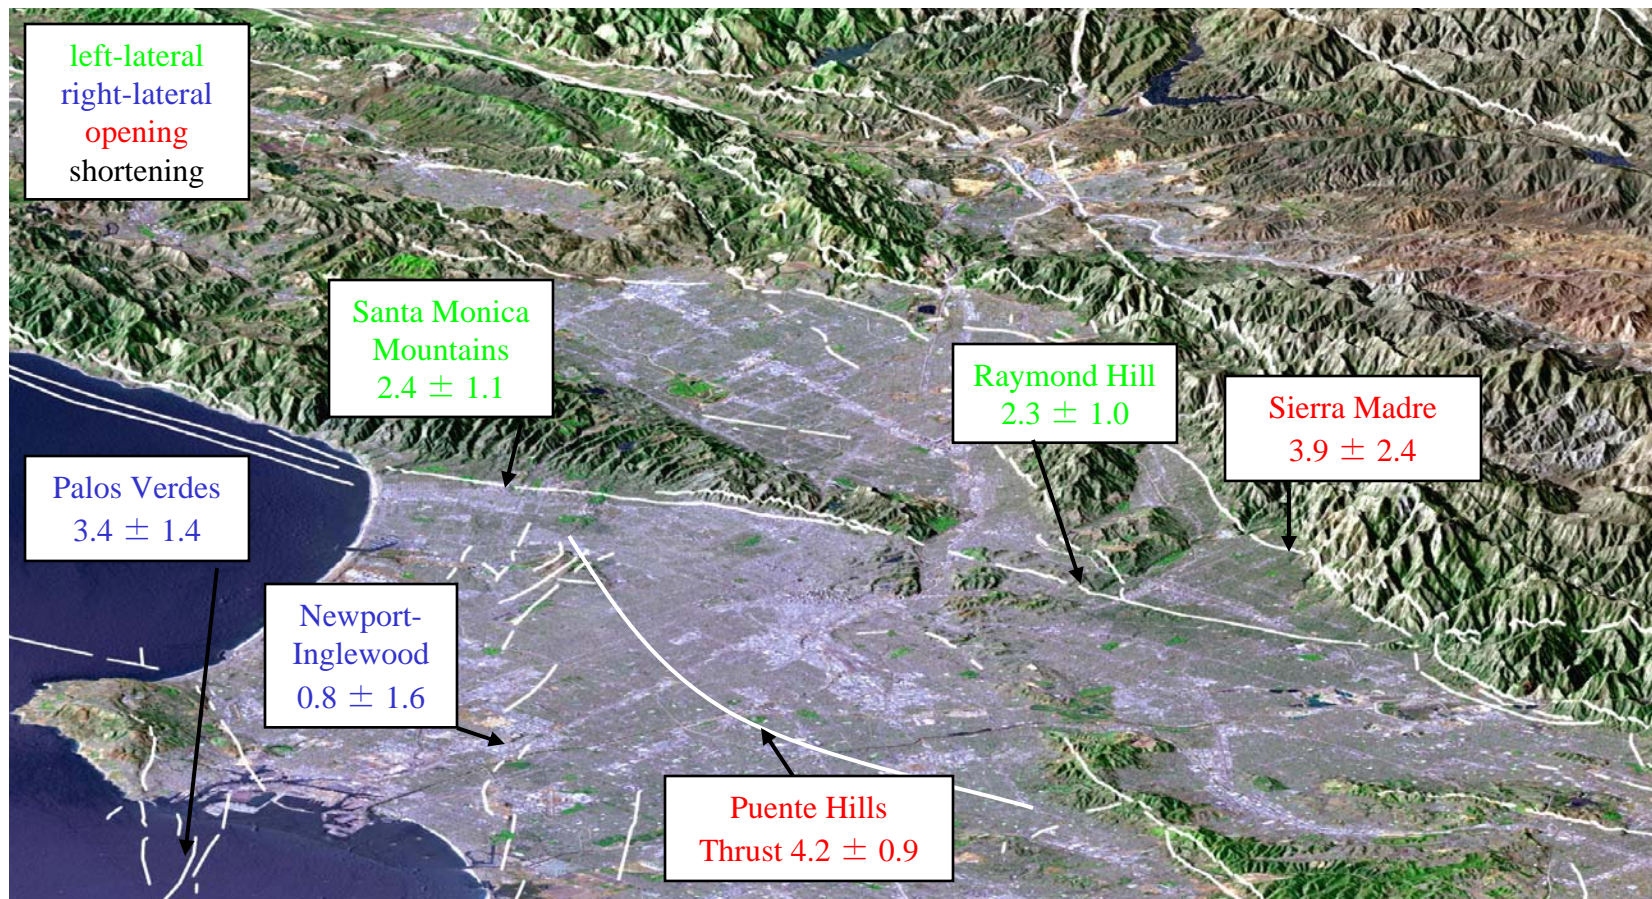 left-lateral
right-lateral
opening
shortening
Santa Monica
Mountains
2.4 ± 1.1
Raymond Hill
2.3 ± 1.0
Sierra Madre
3.9 ± 2.4
Palos Verdes
3.4 ± 1.4
Newport-
Inglewood
0.8 ± 1.6
Puente Hills
Thrust 4.2 ± 0.9